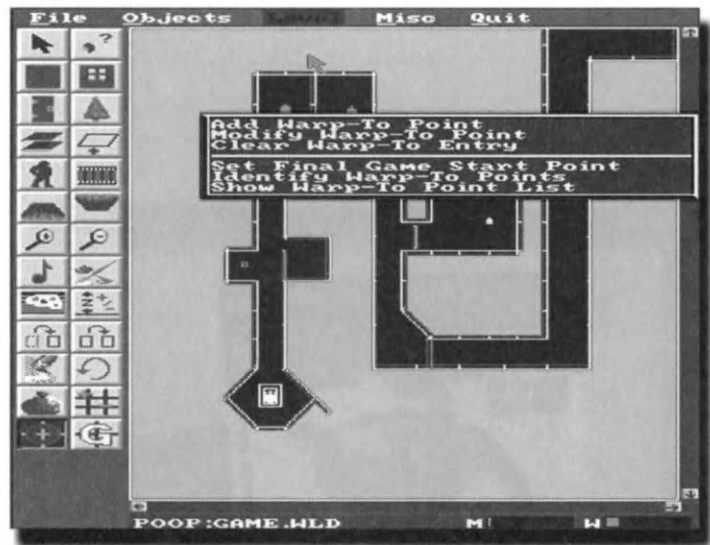 File Objects Level Misc Quit
Add Warp-To Point
Modify Warp-To Point
Clear Warp-To Entry
Set Final Game Start Point
Identify Warp-To Points
Show Warp-To Point List
POOP:GAME.WLD M W